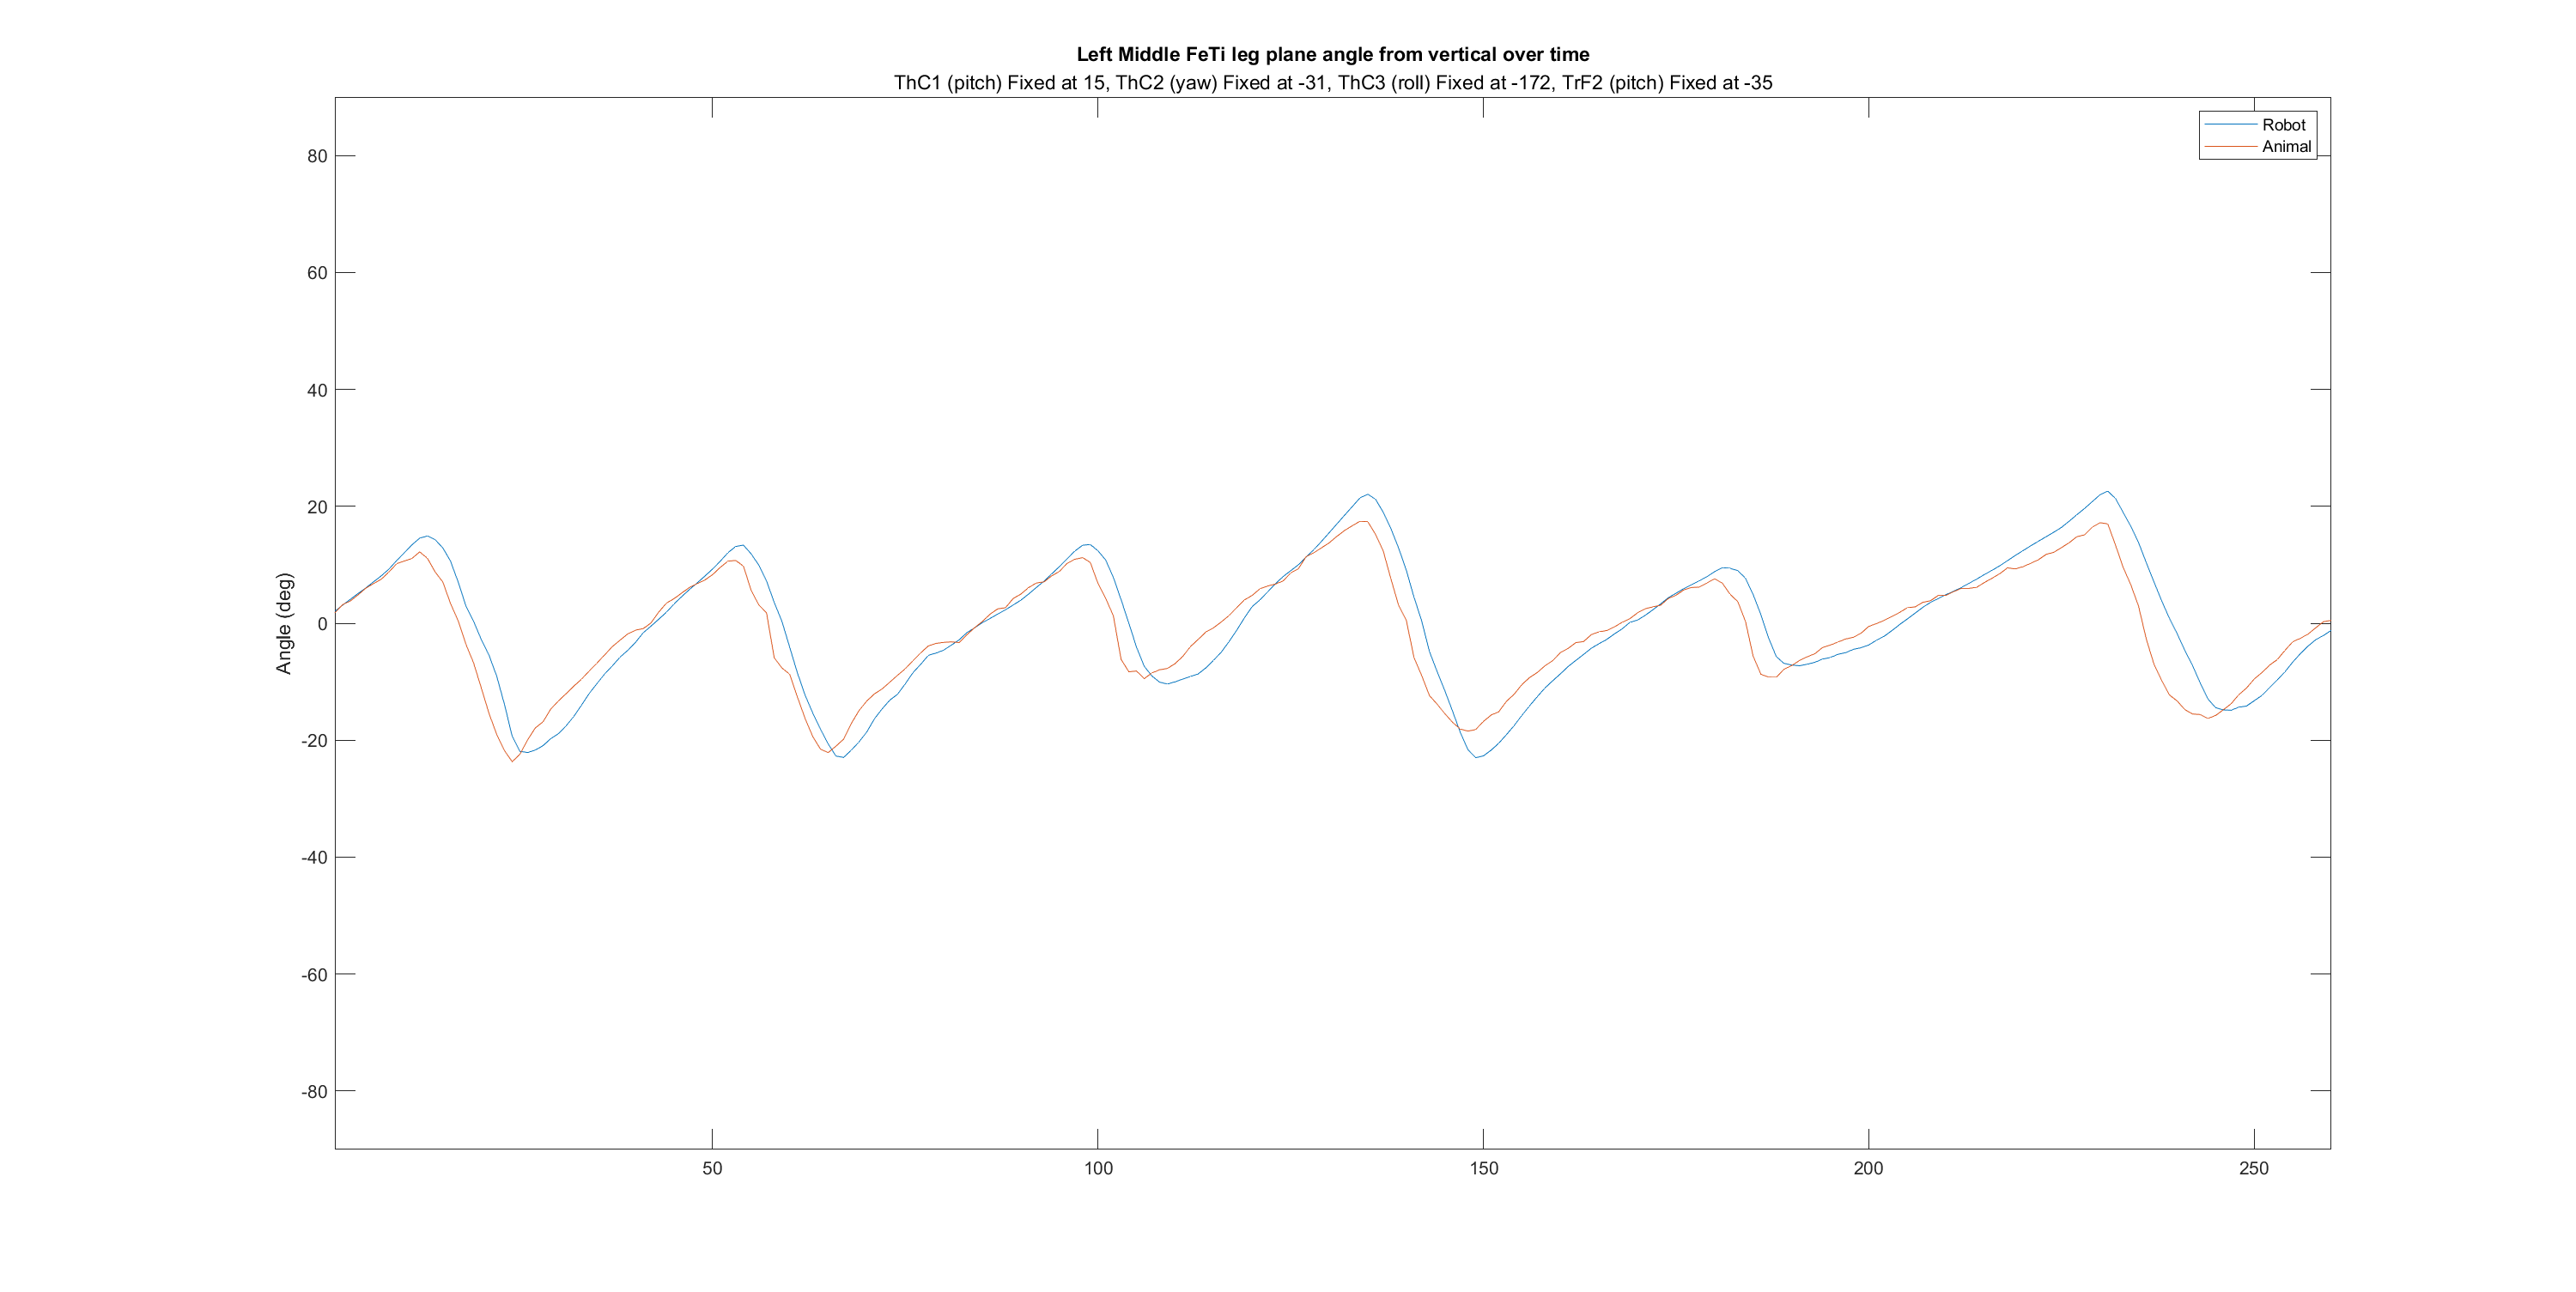 Left Middle FeTi leg plane angle from vertical over time
ThC1 (pitch) Fixed at 15, ThC2 (yaw) Fixed at -31, ThC3 (roll) Fixed at -172, TrF2 (pitch) Fixed at -35
Robot
Animal
80
60
40
20
0
-20
-40
-60
-80
Angle (deg)
50
100
150
200
250